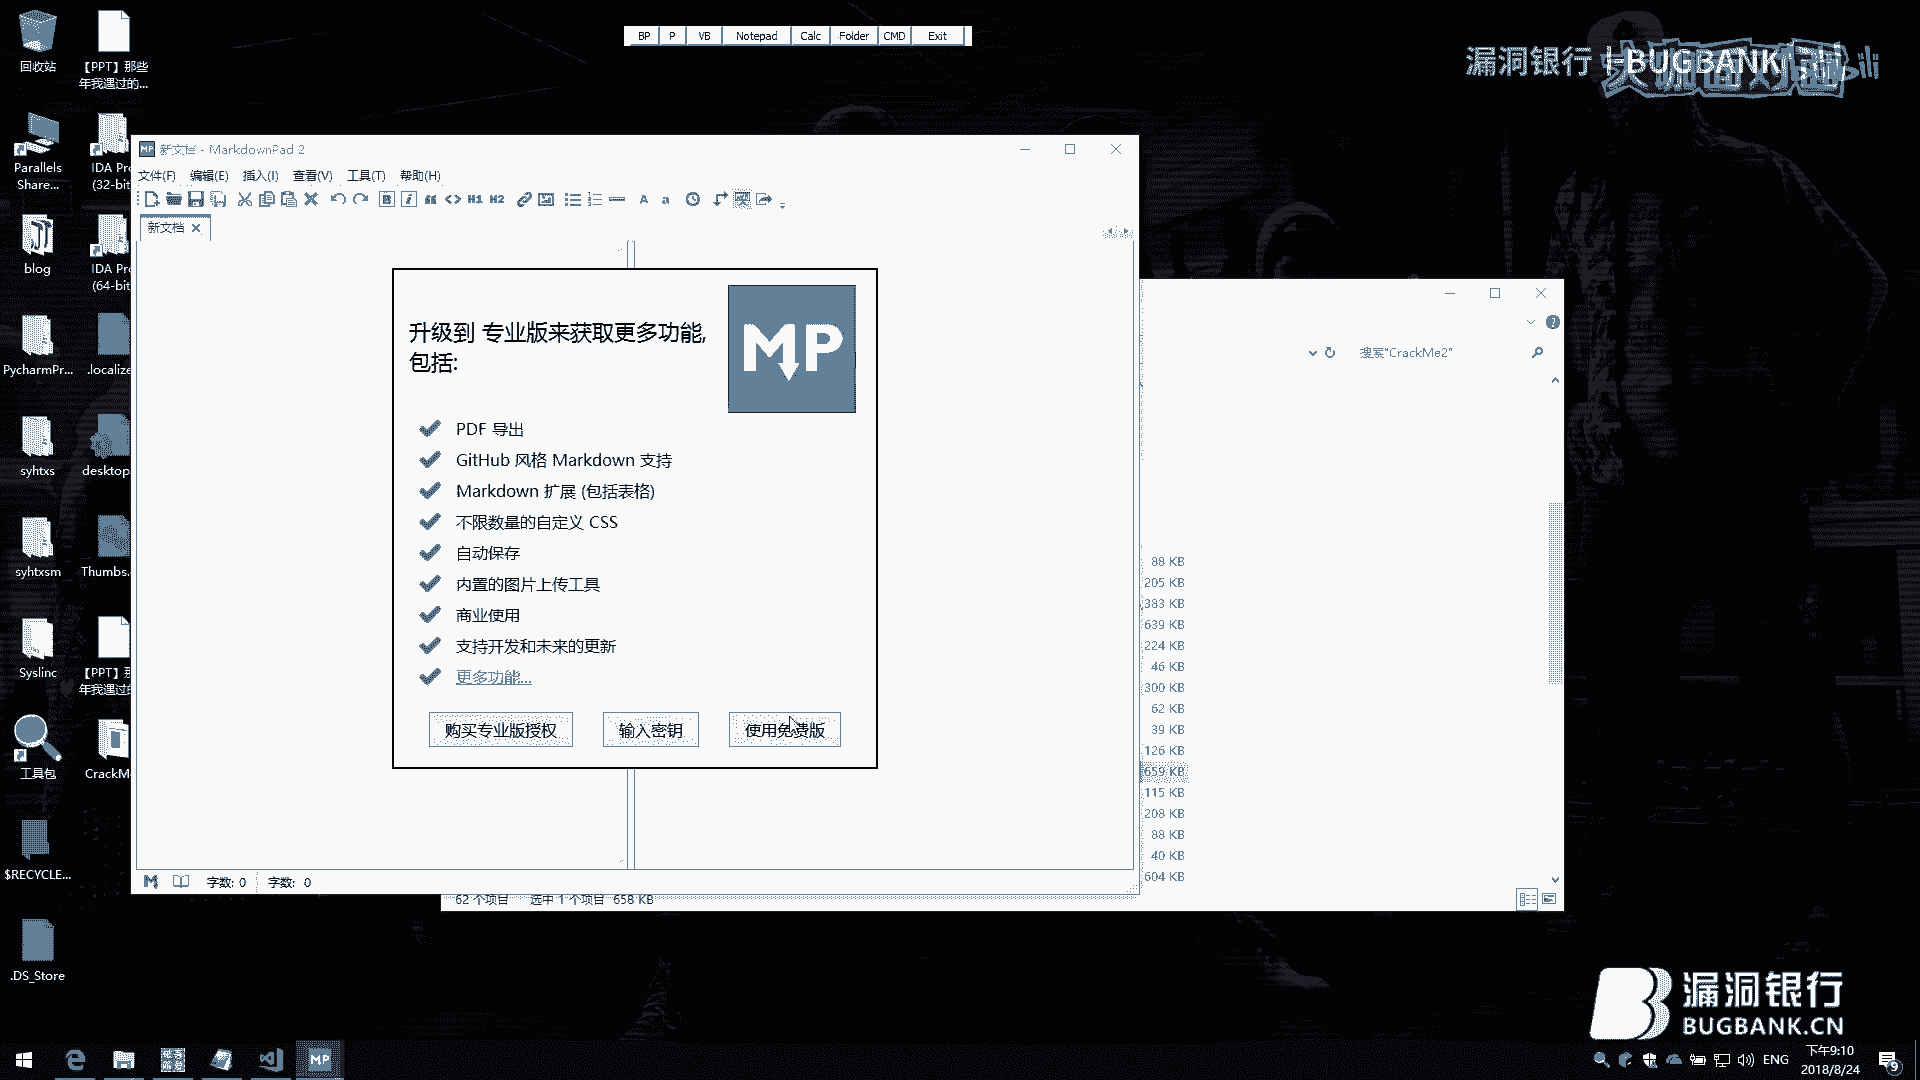 BP P VB Notepad Calc Folder CMD Exit
漏洞银行 | BUGBANK
回收站
【PPT】那些
年我遇过的...
Parallels
Share...
IDA Pr
(32-bit
blog
IDA Pr
(64-bit
PycharmPr...
.localize
syhtxs
desktop
syhtxsm
Thumbs.
Syslinc
【PPT】那
年我遇过的
工具包
CrackM
$RECYCLE...
.DS_Store
MP 新文档 - MarkdownPad 2
文件(F) 编辑(E) 插入(I) 查看(V) 工具(T) 帮助(H)
B i H1 H2 A a
新文档
升级到 专业版来获取更多功能,
包括:
MP
PDF 导出
GitHub 风格 Markdown 支持
Markdown 扩展 (包括表格)
不限数量的自定义 CSS
自动保存
内置的图片上传工具
商业使用
支持开发和未来的更新
更多功能...
购买专业版授权 输入密钥 使用免费版
字数: 0 字数: 0
搜索"CrackMe2"
88 KB
205 KB
,383 KB
639 KB
224 KB
46 KB
300 KB
62 KB
39 KB
126 KB
659 KB
115 KB
208 KB
88 KB
40 KB
604 KB
62 个项目 选中 1 个项目 658 KB
漏洞银行
BUGBANK.CN
MP
ENG
下午9:10
2018/8/24
9